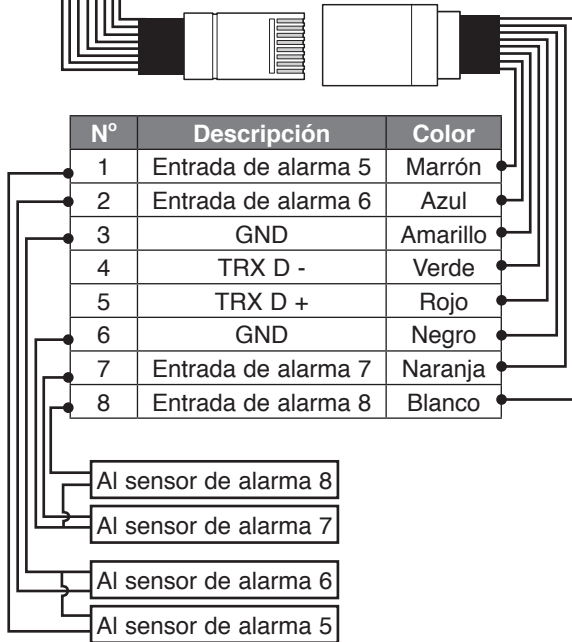 Nº Descripción Color
1 Entrada de alarma 5 Marrón
2 Entrada de alarma 6 Azul
3 GND Amarillo
4 TRX D - Verde
5 TRX D + Rojo
6 GND Negro
7 Entrada de alarma 7 Naranja
8 Entrada de alarma 8 Blanco
Al sensor de alarma 8
Al sensor de alarma 7
Al sensor de alarma 6
Al sensor de alarma 5